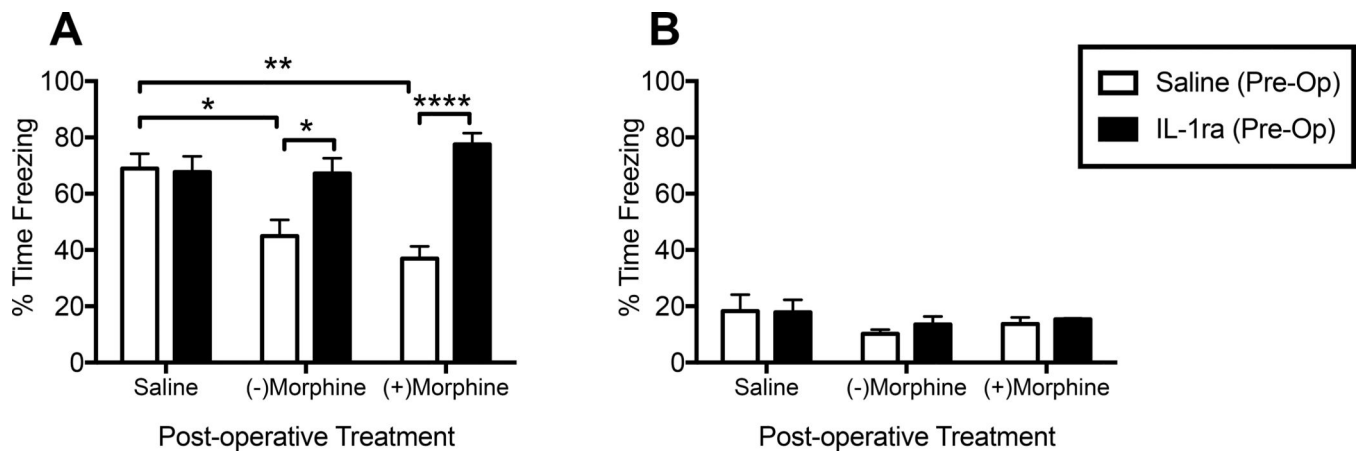 A
B
Saline (Pre-Op)
IL-1ra (Pre-Op)
**
*
*
****
100
80
60
40
20
0
% Time Freezing
Saline
(-)Morphine
(+)Morphine
Post-operative Treatment
100
80
60
40
20
0
% Time Freezing
Saline
(-)Morphine
(+)Morphine
Post-operative Treatment